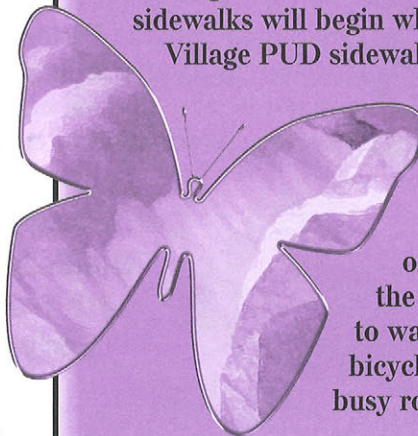 sidewalks will begin wh
Village PUD sidewal
o
the
to wa
bicycl
busy ro